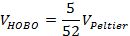 V_HOBO = 5/52 V_Peltier